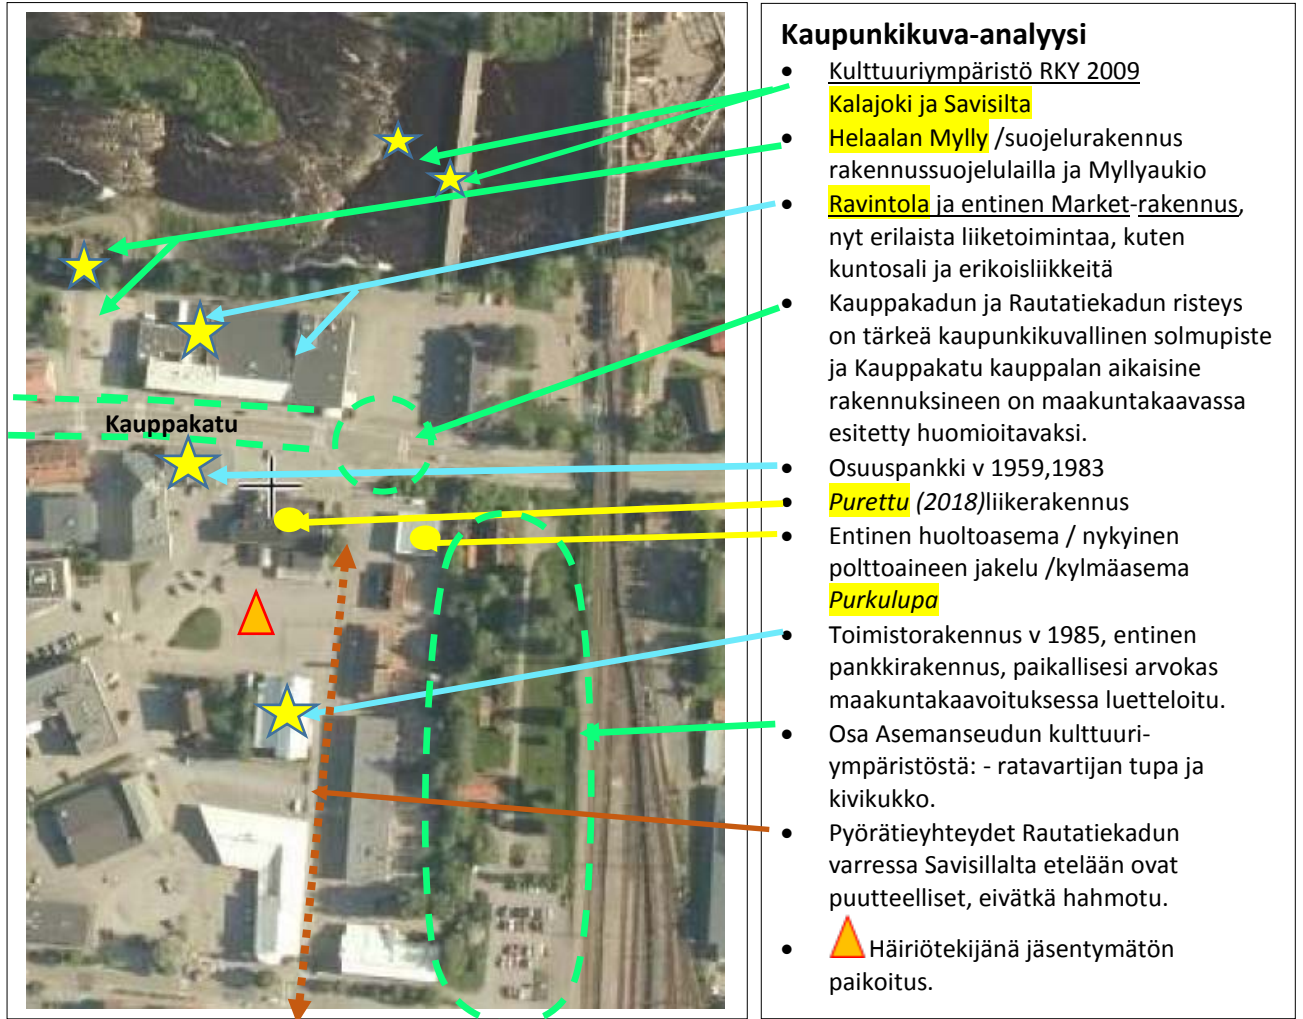 Kauppakatu
Kaupunkikuva-analyysi
• Kulttuuriympäristö RKY 2009
Kalajoki ja Savisilta
• Helaalan Mylly /suojelurakennus
rakennussuojelulailla ja Myllyaukio
• Ravintola ja entinen Market-rakennus,
nyt erilaista liiketoimintaa, kuten
kuntosali ja erikoisliikkeitä
• Kauppakadun ja Rautatiekadun risteys
on tärkeä kaupunkikuvallinen solmupiste
ja Kauppakatu kauppalan aikaisine
rakennuksineen on maakuntakaavassa
esitetty huomioitavaksi.
• Osuuspankki v 1959,1983
• Purettu (2018)liikerakennus
• Entinen huoltoasema / nykyinen
polttoaineen jakelu /kylmäasema
Purkulupa
• Toimistorakennus v 1985, entinen
pankkirakennus, paikallisesi arvokas
maakuntakaavoituksessa luetteloitu.
• Osa Asemanseudun kulttuuri-
ympäristöstä: - ratavartijan tupa ja
kivikukko.
• Pyörätieyhteydet Rautatiekadun
varressa Savisillalta etelään ovat
puutteelliset, eivätkä hahmotu.
• Häiriötekijänä jäsentymätön
paikoitus.